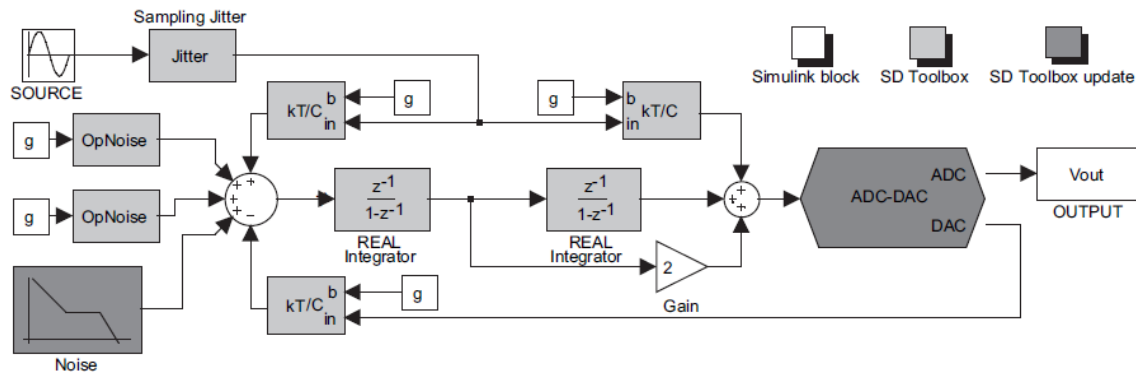 Sampling Jitter
Jitter
SOURCE
Simulink block
SD Toolbox
SD Toolbox update
g
OpNoise
kT/C
b
in
g
g
b
in
kT/C
g
OpNoise
+
+
+
+
−
z-1
1-z-1
REAL
Integrator
z-1
1-z-1
REAL
Integrator
+
+
+
ADC
ADC-DAC
DAC
Vout
OUTPUT
2
Gain
kT/C
b
in
g
Noise